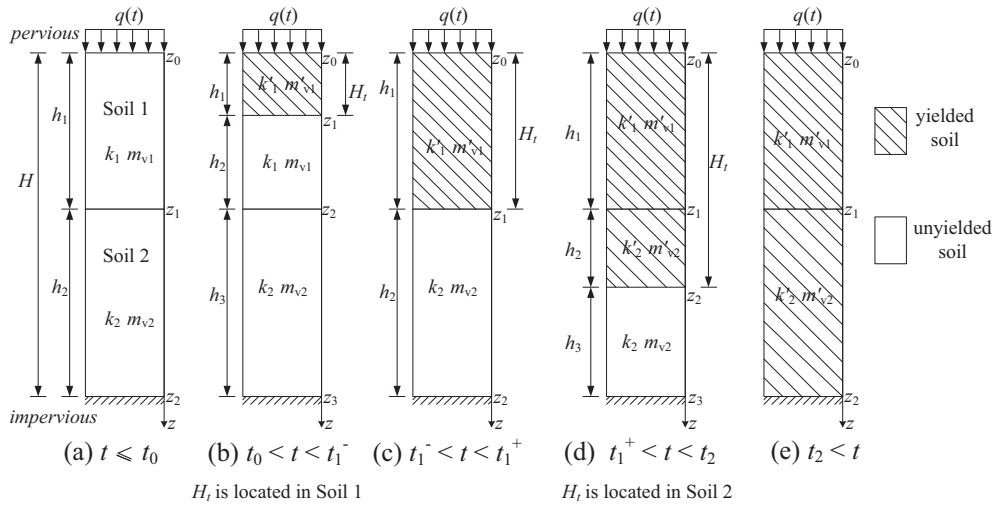 q(t) q(t) q(t) q(t) q(t)
pervious
z₀ z₀ z₀ z₀ z₀
h₁ Soil 1 k₁ mᵥ₁
h₁ k′₁ m′ᵥ₁ Hₜ
z₁
h₂ k₁ mᵥ₁
h₁ k′₁ m′ᵥ₁ Hₜ
h₁ k′₁ m′ᵥ₁ Hₜ
k′₁ m′ᵥ₁
yielded
soil
H
z₁ z₂ z₁ z₁ z₁
h₂ Soil 2 k₂ mᵥ₂
h₃ k₂ mᵥ₂
h₂ k₂ mᵥ₂
h₂ k′₂ m′ᵥ₂
z₂
h₃ k₂ mᵥ₂
k′₂ m′ᵥ₂
unyielded
soil
z₂ z₃ z₂ z₃ z₂
impervious
z z z z z
(a) t ⩽ t₀ (b) t₀ < t < t₁⁻ (c) t₁⁻ < t < t₁⁺ (d) t₁⁺ < t < t₂ (e) t₂ < t
Hₜ is located in Soil 1 Hₜ is located in Soil 2